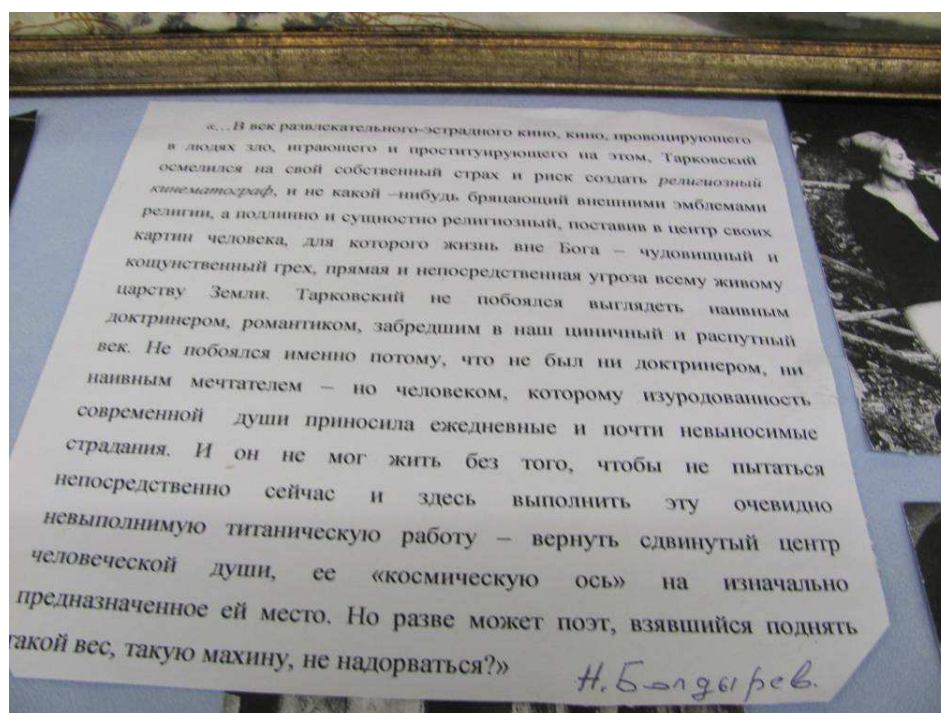 «…В век развлекательного-эстрадного кино, кино, провоцирующего
в людях зло, играющего и проституирующего на этом, Тарковский
осмелился на свой собственный страх и риск создать религиозный
кинематограф, и не какой –нибудь бряцающий внешними эмблемами
религии, а подлинно и сущностно религиозный, поставив в центр своих
картин человека, для которого жизнь вне Бога – чудовищный и
кощунственный грех, прямая и непосредственная угроза всему живому
царству Земли. Тарковский не побоялся выглядеть наивным
доктринером, романтиком, забредшим в наш циничный и распутный
век. Не побоялся именно потому, что не был ни доктринером, ни
наивным мечтателем – но человеком, которому изуродованность
современной души приносила ежедневные и почти невыносимые
страдания. И он не мог жить без того, чтобы не пытаться
непосредственно сейчас и здесь выполнить эту очевидно
невыполнимую титаническую работу – вернуть сдвинутый центр
человеческой души, ее «космическую ось» на изначально
предназначенное ей место. Но разве может поэт, взявшийся поднять
такой вес, такую махину, не надорваться?»
Н. Болдырев.